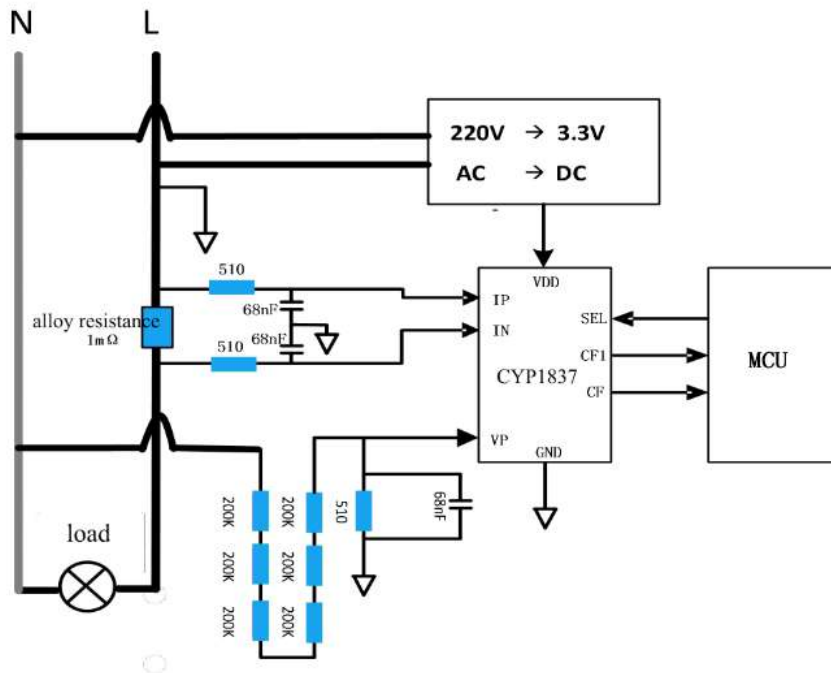 N
L
220V → 3.3V
AC → DC
510
68nF
alloy resistance
1mΩ
68nF
510
VDD
IP
IN
SEL
CF1
CF
CYP1837
VP
GND
MCU
200K
200K
510
68nF
200K
200K
200K
200K
load